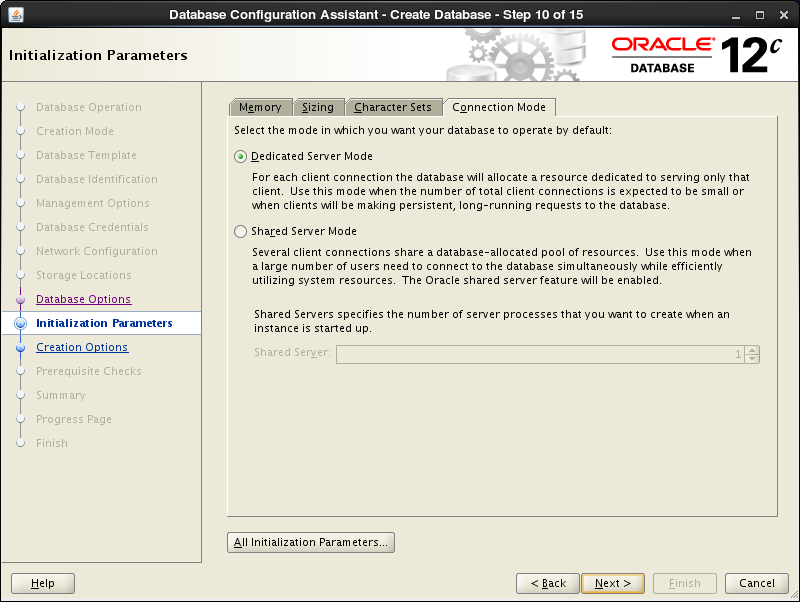 Database Configuration Assistant - Create Database - Step 10 of 15
Initialization Parameters
ORACLE®
DATABASE
12c
Database Operation
Creation Mode
Database Template
Database Identification
Management Options
Database Credentials
Network Configuration
Storage Locations
Database Options
Initialization Parameters
Creation Options
Prerequisite Checks
Summary
Progress Page
Finish
Memory Sizing Character Sets Connection Mode
Select the mode in which you want your database to operate by default:
Dedicated Server Mode
For each client connection the database will allocate a resource dedicated to serving only that
client. Use this mode when the number of total client connections is expected to be small or
when clients will be making persistent, long-running requests to the database.
Shared Server Mode
Several client connections share a database-allocated pool of resources. Use this mode when
a large number of users need to connect to the database simultaneously while efficiently
utilizing system resources. The Oracle shared server feature will be enabled.
Shared Servers specifies the number of server processes that you want to create when an
instance is started up.
Shared Server: 1
All Initialization Parameters...
Help < Back Next > Finish Cancel